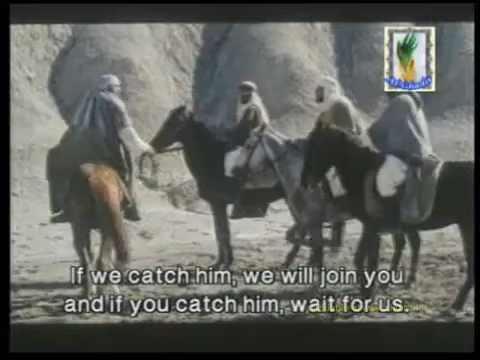 If we catch him, we will join you
and if you catch him, wait for us.